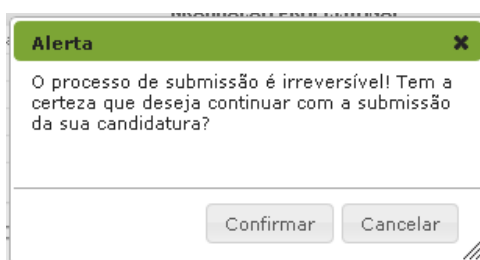 Alerta
O processo de submissão é irreversível! Tem a
certeza que deseja continuar com a submissão
da sua candidatura?
Confirmar
Cancelar